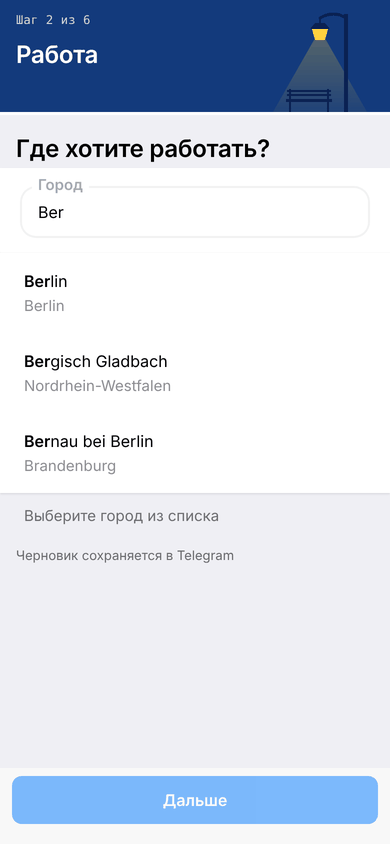 Шаг 2 из 6
Работа
Где хотите работать?
Город
Ber
Berlin
Berlin
Bergisch Gladbach
Nordrhein-Westfalen
Bernau bei Berlin
Brandenburg
Выберите город из списка
Черновик сохраняется в Telegram
Дальше